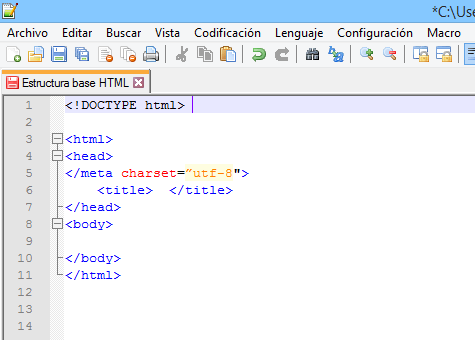 *C:\Use
Archivo Editar Buscar Vista Codificación Lenguaje Configuración Macro
Estructura base HTML
1 <!DOCTYPE html>
2
3 <html>
4 <head>
5 </meta charset=”utf-8">
6 <title> </title>
7 </head>
8 <body>
9
10 </body>
11 </html>
12
13
14